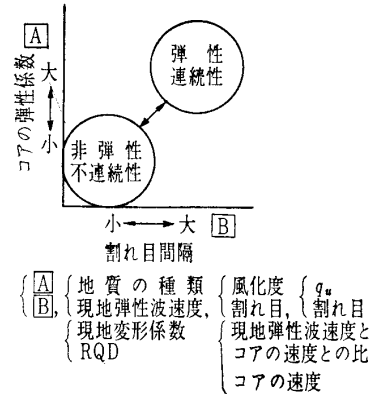 A
コアの弾性係数
大
小
弾性
連続性
非弾性
不連続性
小 大 B
割れ目間隔
{A {地質の種類 {風化度 {qu
{B, {現地弾性波速度, {割れ目, {割れ目
{現地変形係数 {現地弾性波速度と
{RQD {コアの速度との比
{コアの速度